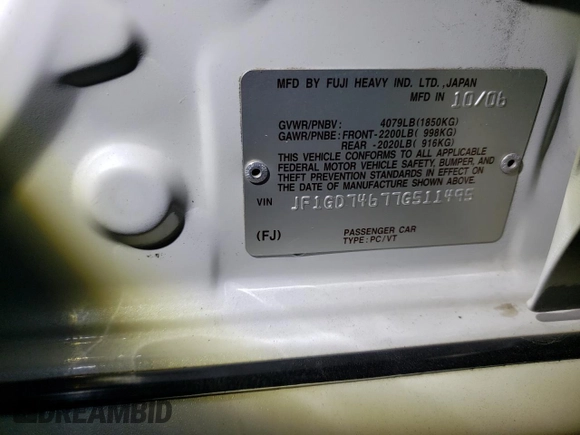 MFD BY FUJI HEAVY IND. LTD., JAPAN
MFD IN 10/06
GVWR/PNBV: 4079LB(1850KG)
GAWR/PNBE: FRONT-2200LB( 998KG)
REAR -2020LB( 916KG)
THIS VEHICLE CONFORMS TO ALL APPLICABLE
FEDERAL MOTOR VEHICLE SAFETY, BUMPER, AND
THEFT PREVENTION STANDARDS IN EFFECT ON
THE DATE OF MANUFACTURE SHOWN ABOVE.
VIN JF1GD74677G511495
(FJ) PASSENGER CAR
TYPE: PC/VT
DREAMBID